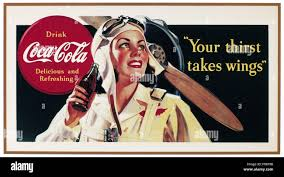 Drink
Coca-Cola
Delicious and
Refreshing
"Your thirst
takes wings"
alamy